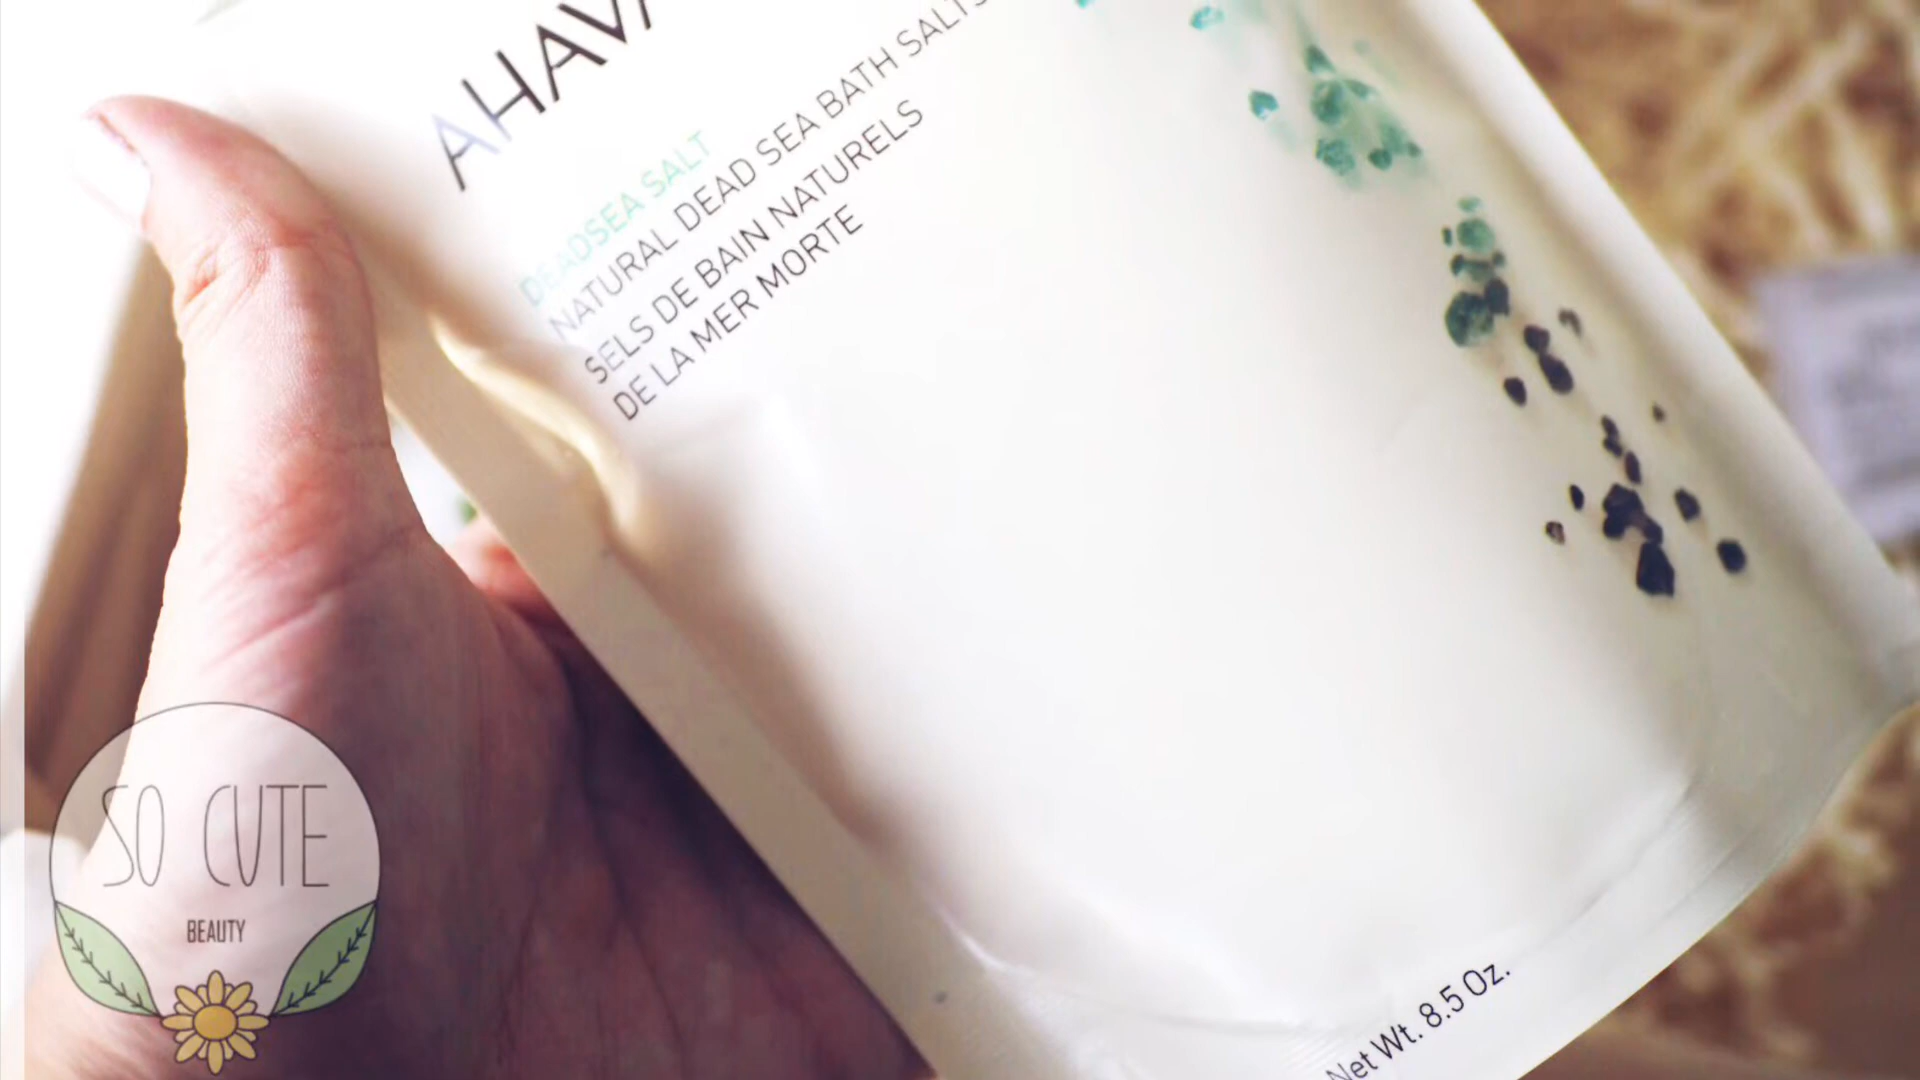 AHAVA
DEADSEA SALT
NATURAL DEAD SEA BATH SALTS
SELS DE BAIN NATURELS
DE LA MER MORTE
Net Wt. 8.5 Oz.
SO CUTE
BEAUTY